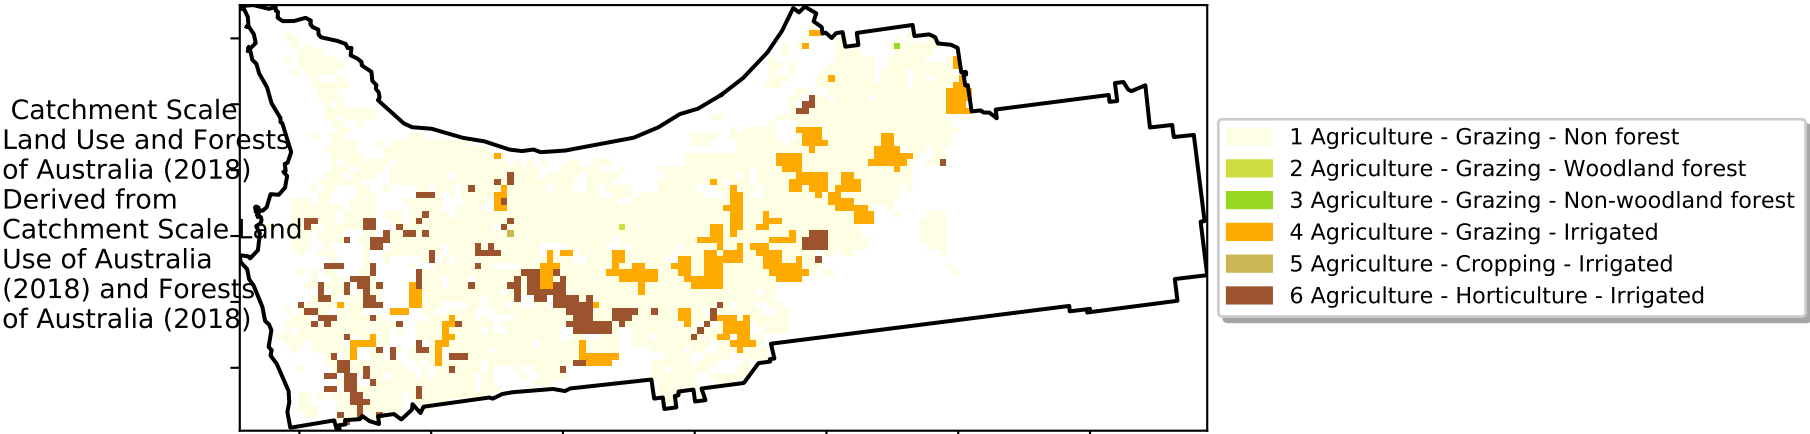 Catchment Scale
Land Use and Forests
of Australia (2018)
Derived from
Catchment Scale Land
Use of Australia
(2018) and Forests
of Australia (2018)
1 Agriculture - Grazing - Non forest
2 Agriculture - Grazing - Woodland forest
3 Agriculture - Grazing - Non-woodland forest
4 Agriculture - Grazing - Irrigated
5 Agriculture - Cropping - Irrigated
6 Agriculture - Horticulture - Irrigated